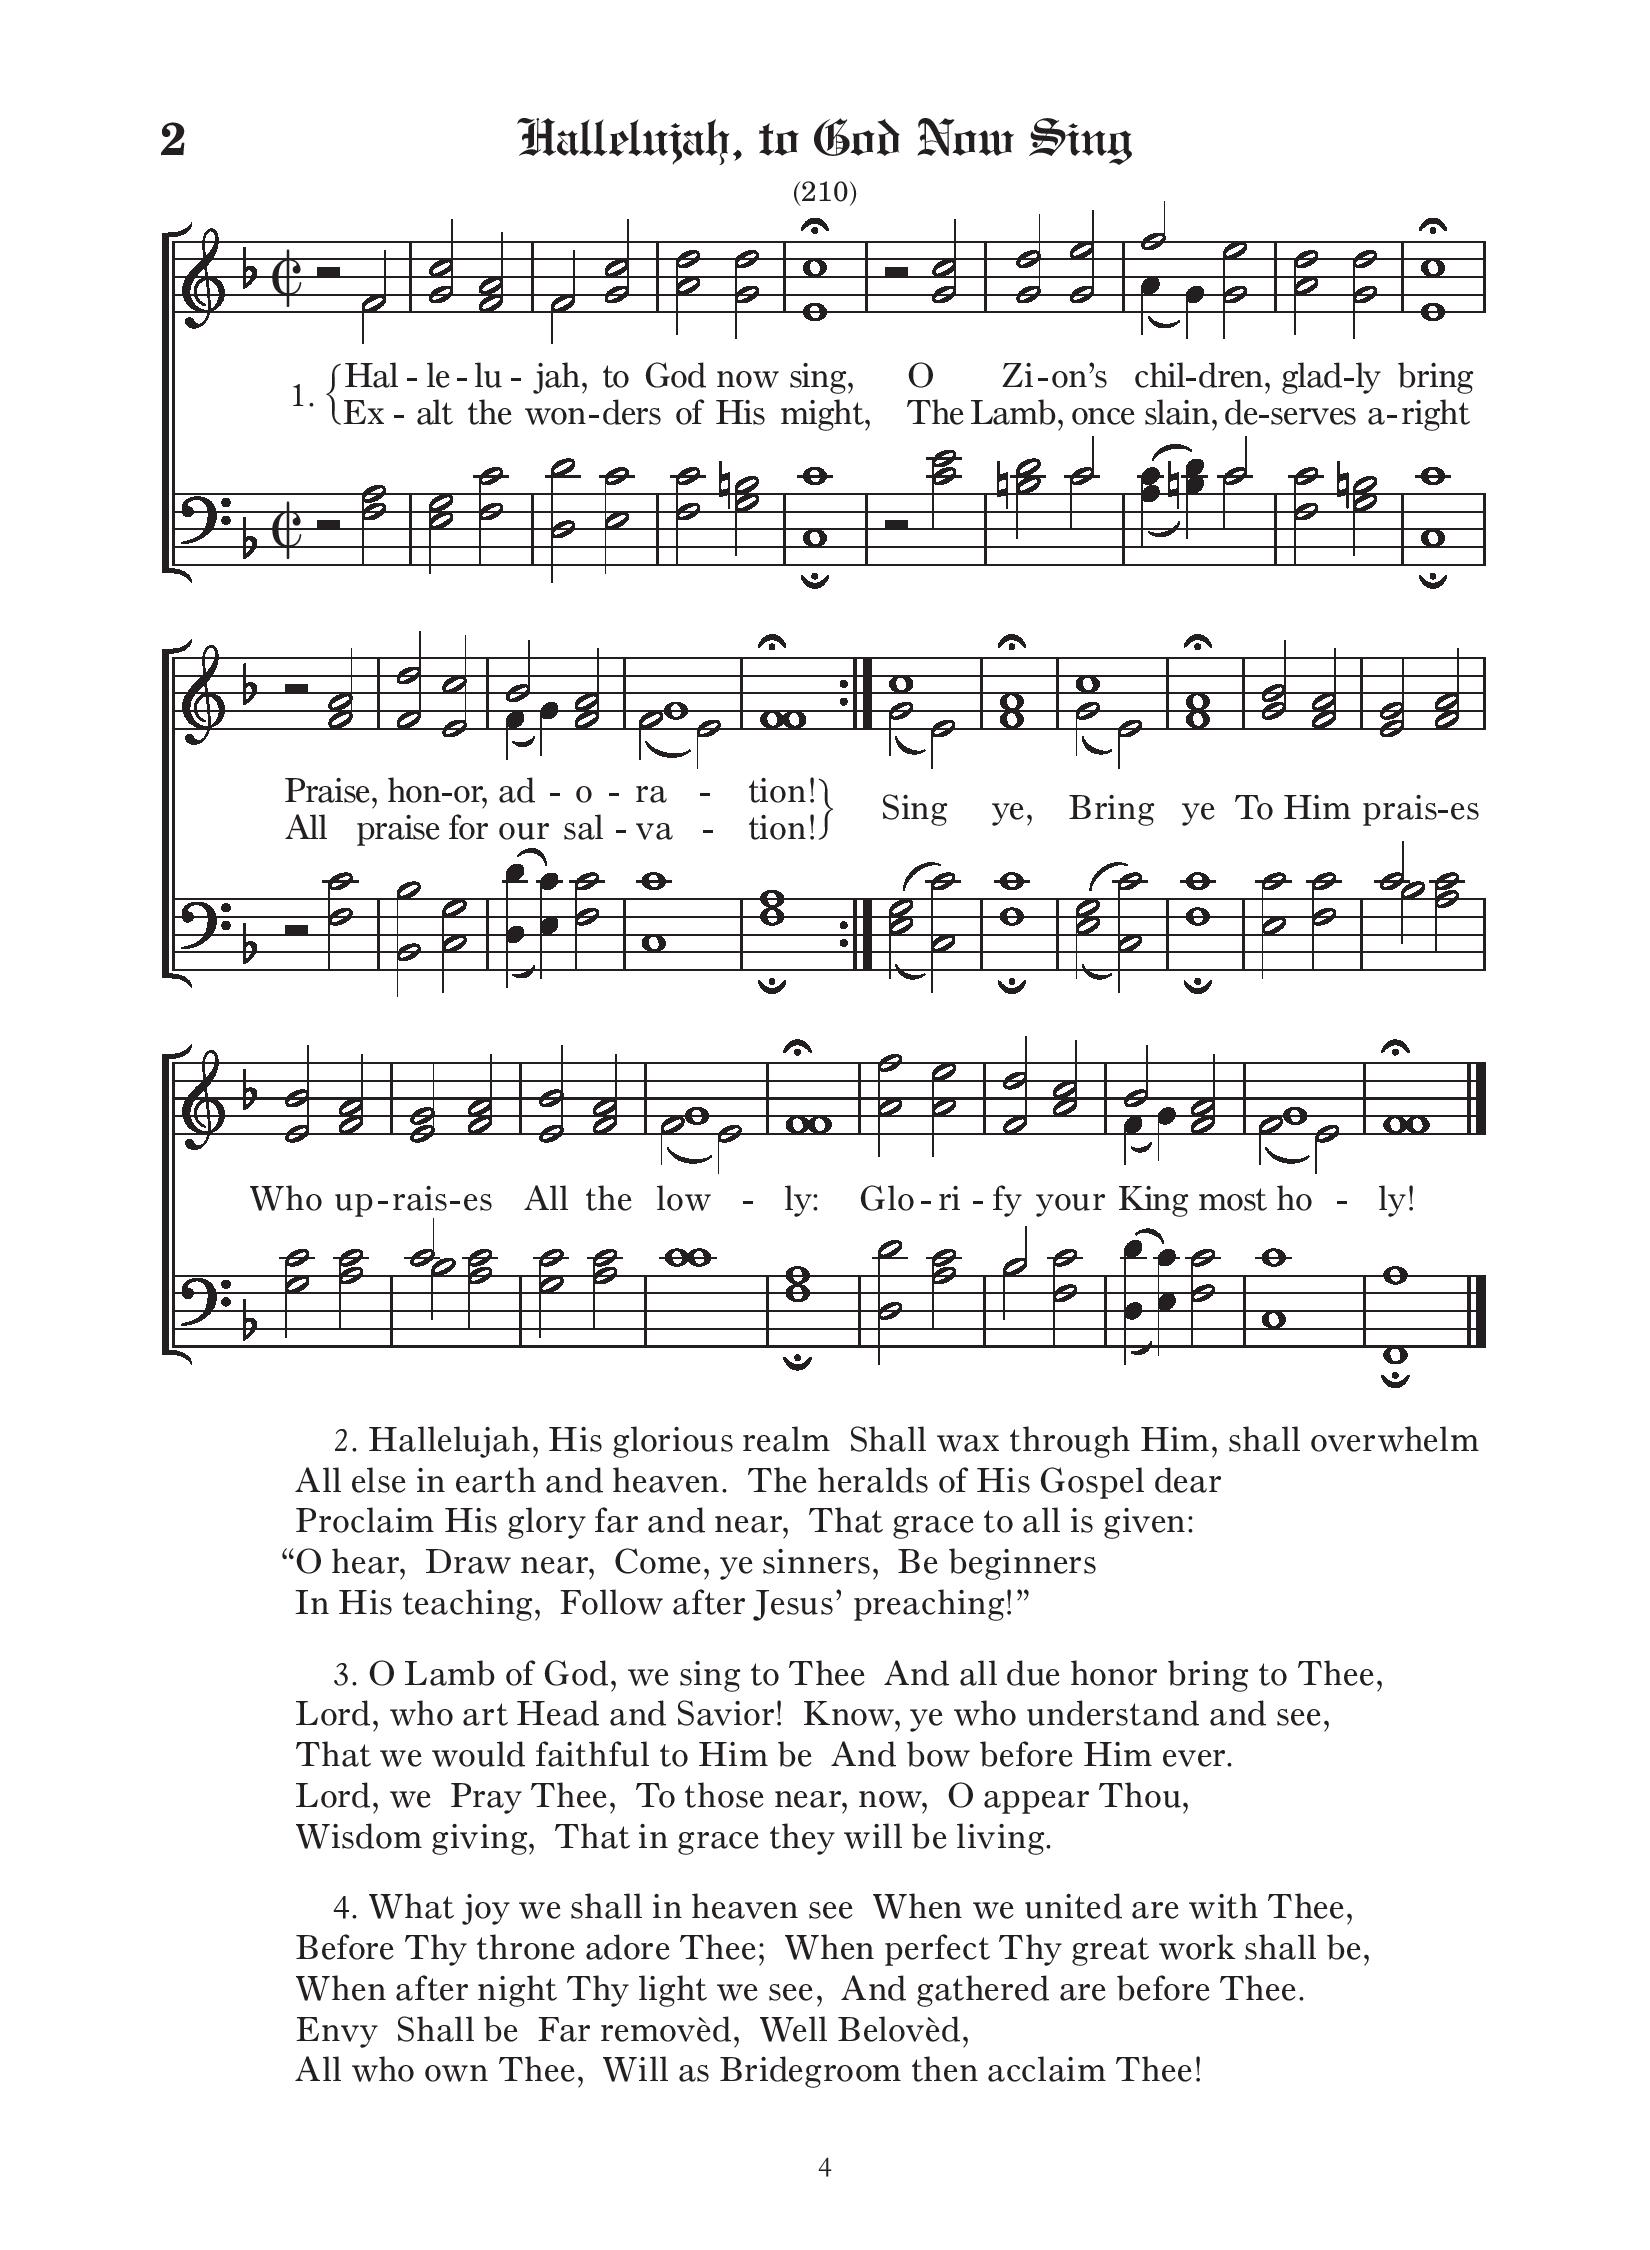 2 Hallelujah, to God Now Sing
(210)
1. {Hal - le - lu - jah, to God now sing, O Zi - on's chil - dren, glad - ly bring
Ex - alt the won - ders of His might, The Lamb, once slain, de - serves a - right
Praise, hon - or, ad - o - ra - tion!}
All praise for our sal - va - tion!
Sing ye, Bring ye To Him prais - es
Who up - rais - es All the low - ly: Glo - ri - fy your King most ho - ly!
2. Hallelujah, His glorious realm Shall wax through Him, shall overwhelm
All else in earth and heaven. The heralds of His Gospel dear
Proclaim His glory far and near, That grace to all is given:
“O hear, Draw near, Come, ye sinners, Be beginners
In His teaching, Follow after Jesus’ preaching!”
3. O Lamb of God, we sing to Thee And all due honor bring to Thee,
Lord, who art Head and Savior! Know, ye who understand and see,
That we would faithful to Him be And bow before Him ever.
Lord, we Pray Thee, To those near, now, O appear Thou,
Wisdom giving, That in grace they will be living.
4. What joy we shall in heaven see When we united are with Thee,
Before Thy throne adore Thee; When perfect Thy great work shall be,
When after night Thy light we see, And gathered are before Thee.
Envy Shall be Far removèd, Well Belovèd,
All who own Thee, Will as Bridegroom then acclaim Thee!
4